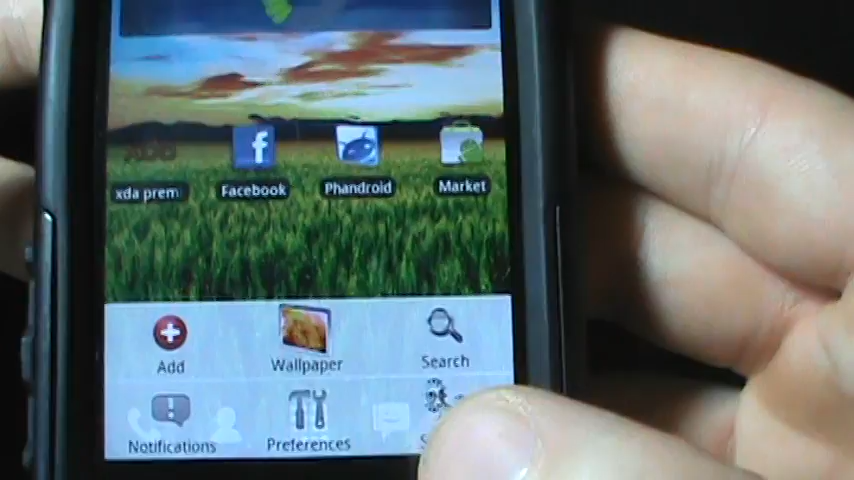 xda prem
Facebook
Phandroid
Market
Add
Wallpaper
Search
Notifications
Preferences